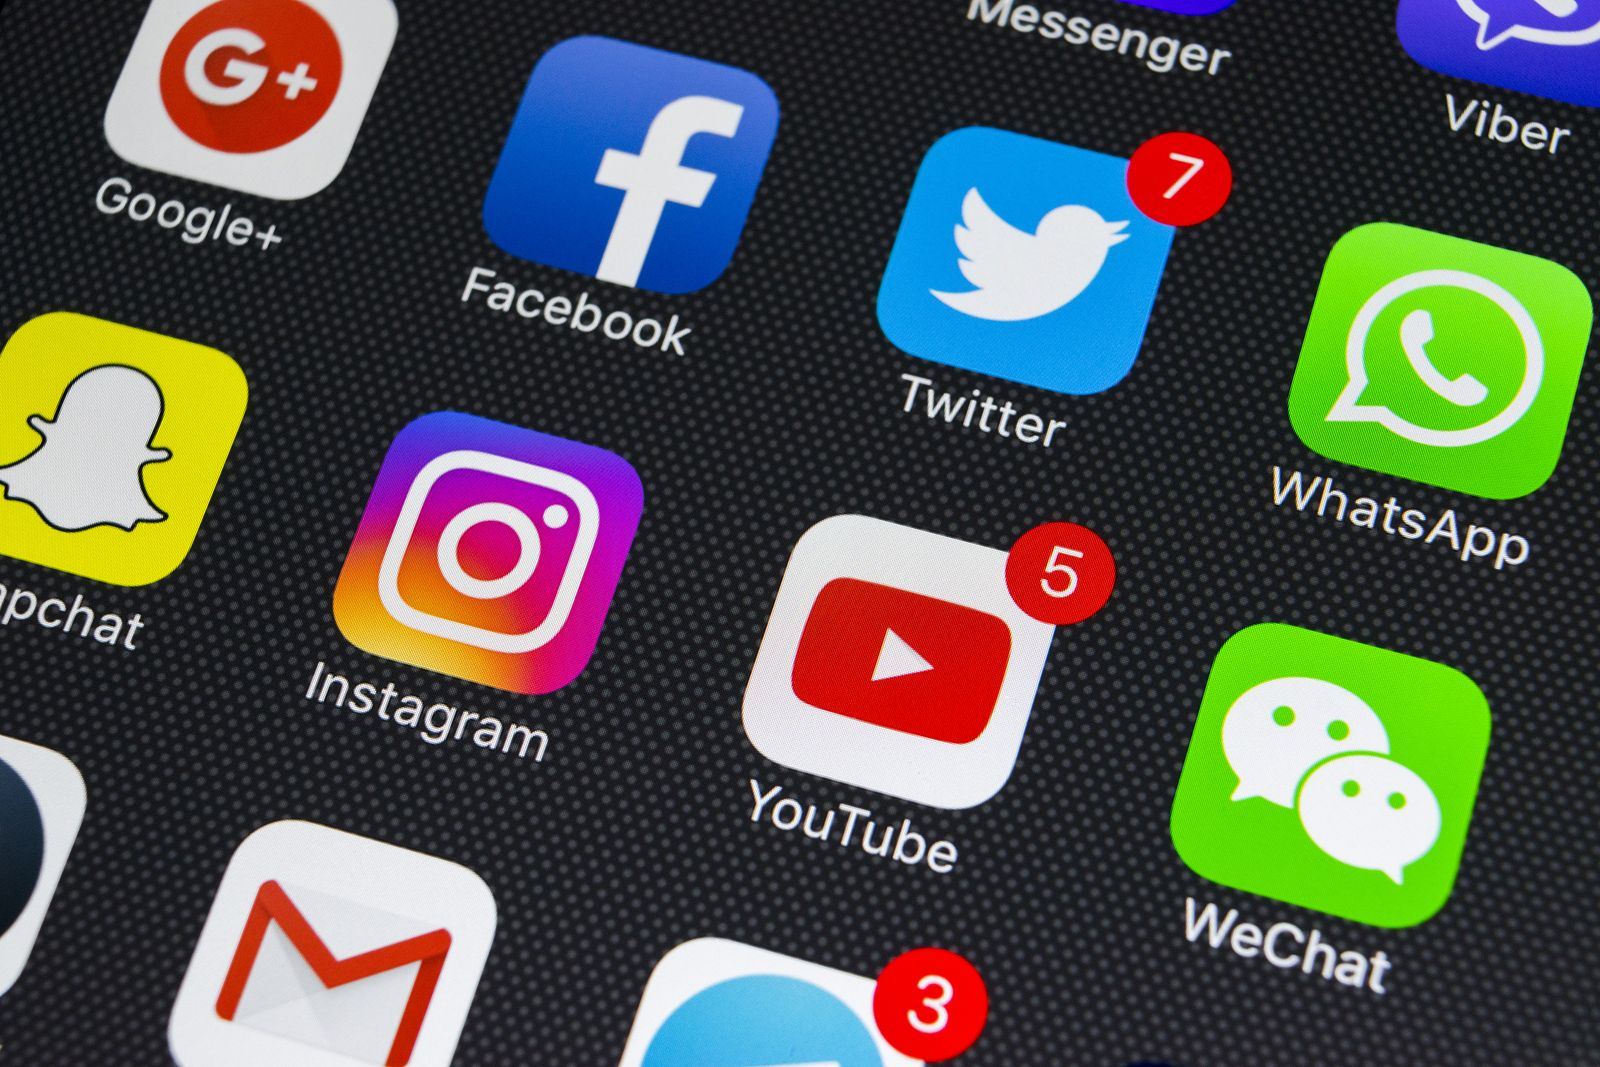 Messenger
Viber
G+
Google+
Facebook
7
Twitter
WhatsApp
pchat
Instagram
5
YouTube
WeChat
3